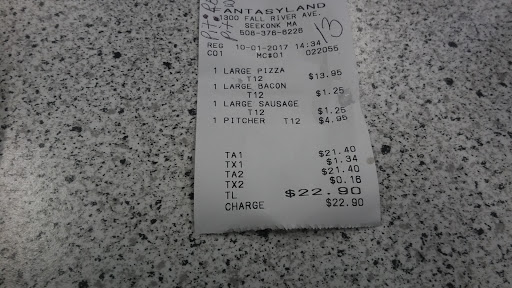 FANTASYLAND
1300 FALL RIVER AVE.
SEEKONK MA
508-376-6226
13
REG 10-01-2017 14:34
C01 MC#01 022055
1 LARGE PIZZA
T12 $13.95
1 LARGE BACON
T12 $1.25
1 LARGE SAUSAGE
T12 $1.25
1 PITCHER T12 $4.95
TA1 $21.40
TX1 $1.34
TA2 $21.40
TX2 $0.16
TL $22.90
CHARGE $22.90